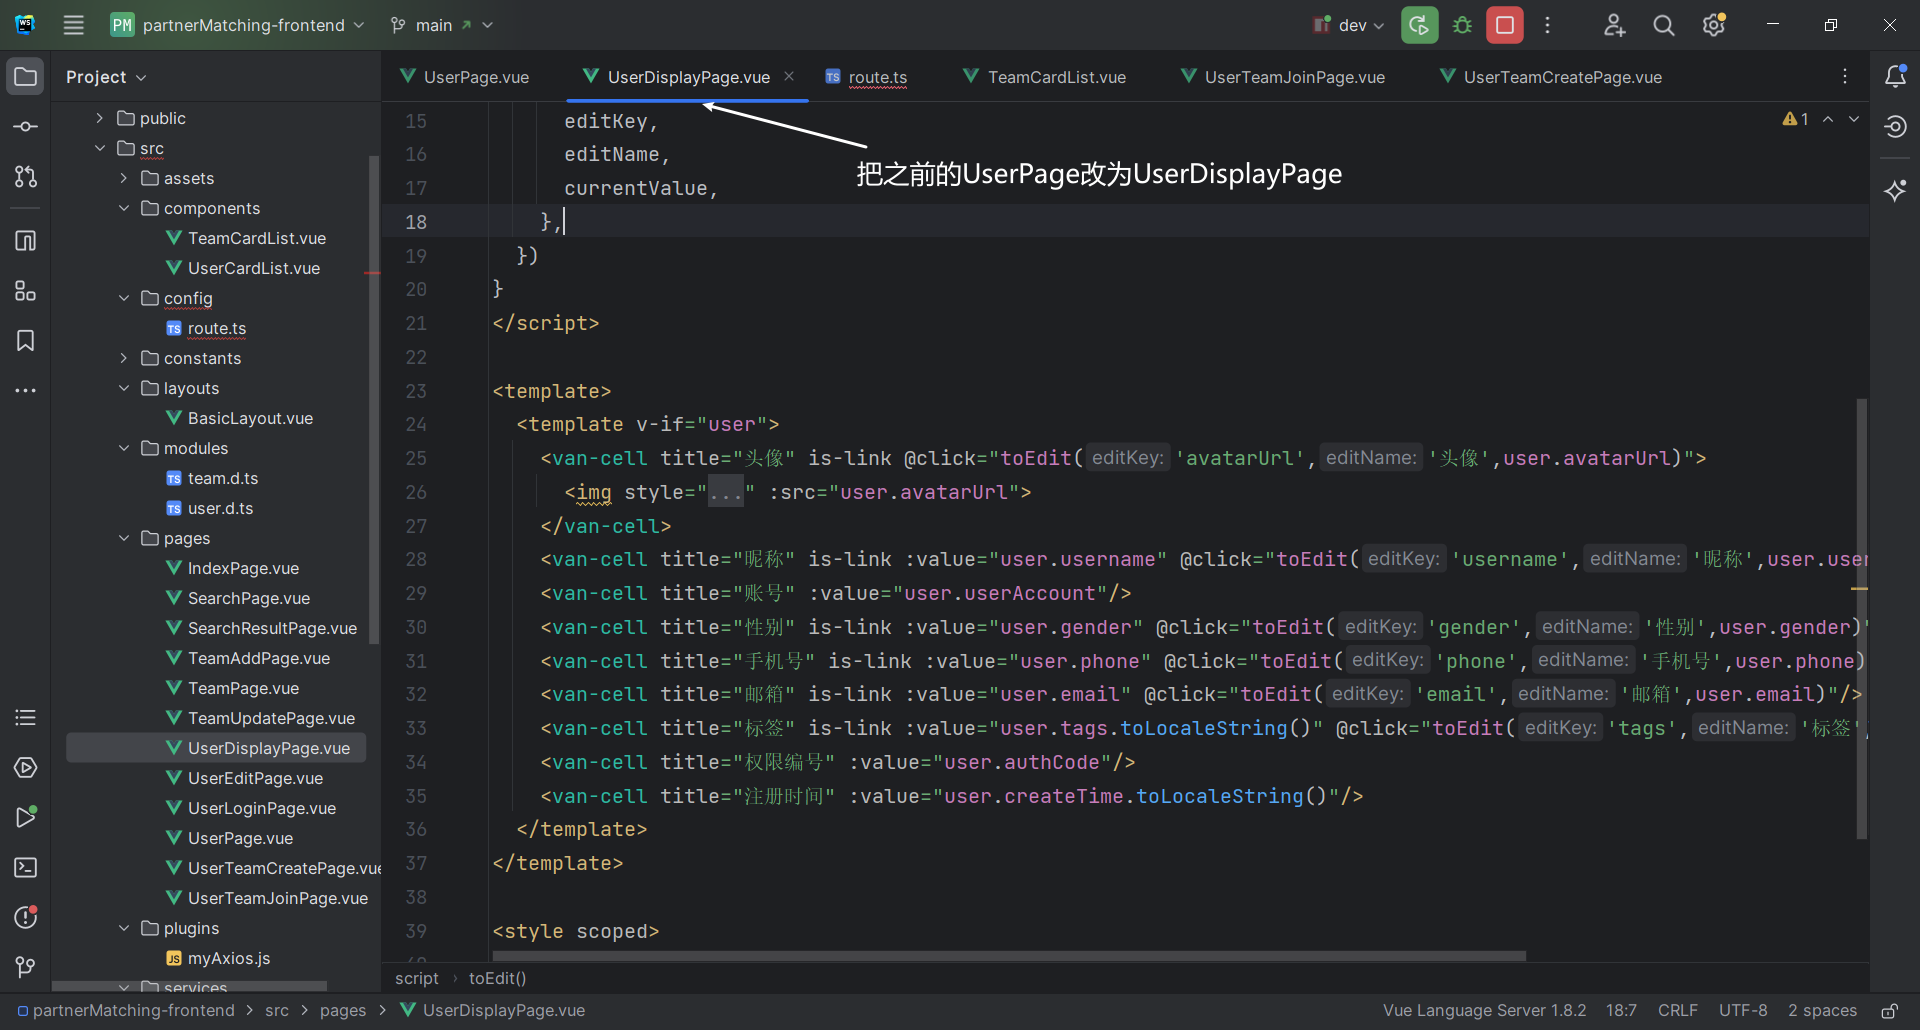 PM partnerMatching-frontend main dev
Project
UserPage.vue UserDisplayPage.vue TS route.ts TeamCardList.vue UserTeamJoinPage.vue UserTeamCreatePage.vue
public
src
assets
components
TeamCardList.vue
UserCardList.vue
config
TS route.ts
constants
layouts
BasicLayout.vue
modules
TS team.d.ts
TS user.d.ts
pages
IndexPage.vue
SearchPage.vue
SearchResultPage.vue
TeamAddPage.vue
TeamPage.vue
TeamUpdatePage.vue
UserDisplayPage.vue
UserEditPage.vue
UserLoginPage.vue
UserPage.vue
UserTeamCreatePage.vue
UserTeamJoinPage.vue
plugins
JS myAxios.js
services
把之前的UserPage改为UserDisplayPage
1
15 editKey,
16 editName,
17 currentValue,
18 },
19 })
20 }
21 </script>
22
23 <template>
24 <template v-if="user">
25 <van-cell title="头像" is-link @click="toEdit( editKey: 'avatarUrl', editName: '头像',user.avatarUrl)">
26 <img style="..." :src="user.avatarUrl">
27 </van-cell>
28 <van-cell title="昵称" is-link :value="user.username" @click="toEdit( editKey: 'username', editName: '昵称',user.user
29 <van-cell title="账号" :value="user.userAccount"/>
30 <van-cell title="性别" is-link :value="user.gender" @click="toEdit( editKey: 'gender', editName: '性别',user.gender)"
31 <van-cell title="手机号" is-link :value="user.phone" @click="toEdit( editKey: 'phone', editName: '手机号',user.phone)
32 <van-cell title="邮箱" is-link :value="user.email" @click="toEdit( editKey: 'email', editName: '邮箱',user.email)"/>
33 <van-cell title="标签" is-link :value="user.tags.toLocaleString()" @click="toEdit( editKey: 'tags', editName: '标签',
34 <van-cell title="权限编号" :value="user.authCode"/>
35 <van-cell title="注册时间" :value="user.createTime.toLocaleString()"/>
36 </template>
37 </template>
38
39 <style scoped>
script › toEdit()
partnerMatching-frontend > src > pages > UserDisplayPage.vue Vue Language Server 1.8.2 18:7 CRLF UTF-8 2 spaces